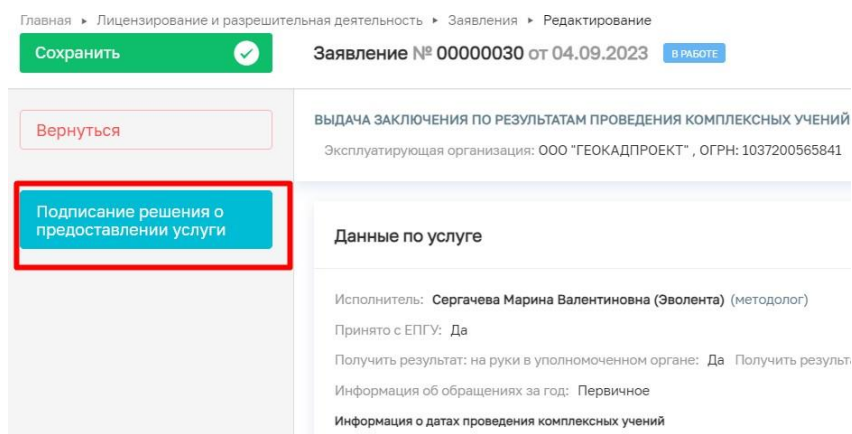 Главная ▸ Лицензирование и разрешительная деятельность ▸ Заявления ▸ Редактирование
Сохранить
Заявление № 00000030 от 04.09.2023 В РАБОТЕ
Вернуться
ВЫДАЧА ЗАКЛЮЧЕНИЯ ПО РЕЗУЛЬТАТАМ ПРОВЕДЕНИЯ КОМПЛЕКСНЫХ УЧЕНИЙ
Эксплуатирующая организация: ООО "ГЕОКАДПРОЕКТ" , ОГРН: 1037200565841
Подписание решения о
предоставлении услуги
Данные по услуге
Исполнитель: Сергачева Марина Валентиновна (Эволента) (методолог)
Принято с ЕПГУ: Да
Получить результат: на руки в уполномоченном органе: Да Получить результ
Информация об обращениях за год: Первичное
Информация о датах проведения комплексных учений